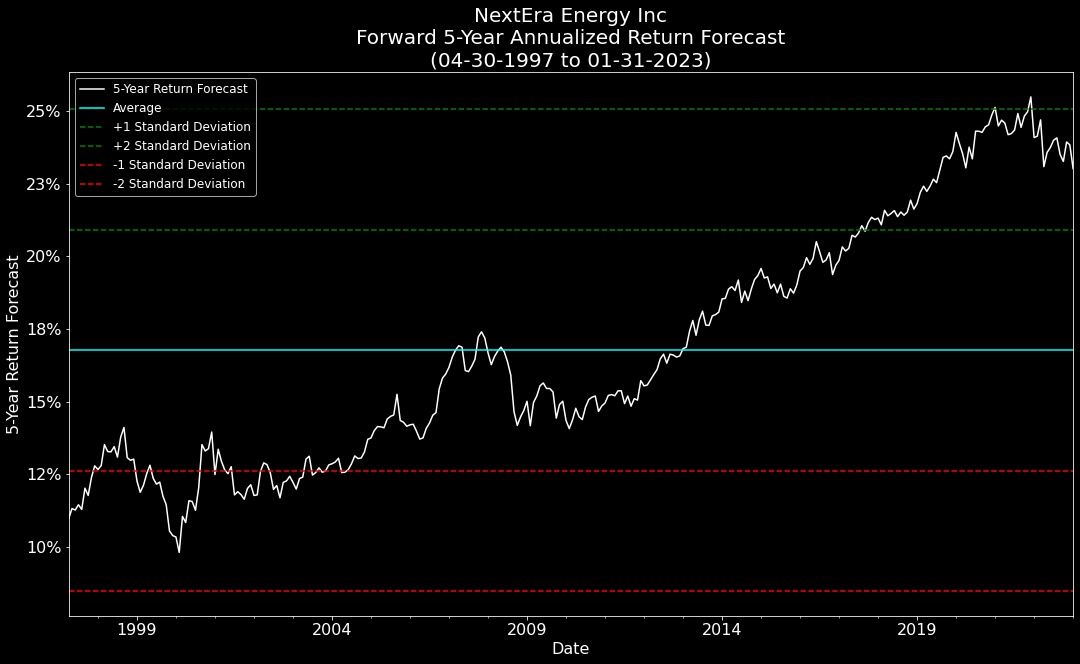 NextEra Energy Inc
Forward 5-Year Annualized Return Forecast
(04-30-1997 to 01-31-2023)
5-Year Return Forecast
Average
+1 Standard Deviation
+2 Standard Deviation
-1 Standard Deviation
-2 Standard Deviation
25%
23%
20%
18%
15%
12%
10%
5-Year Return Forecast
1999 2004 2009 2014 2019
Date